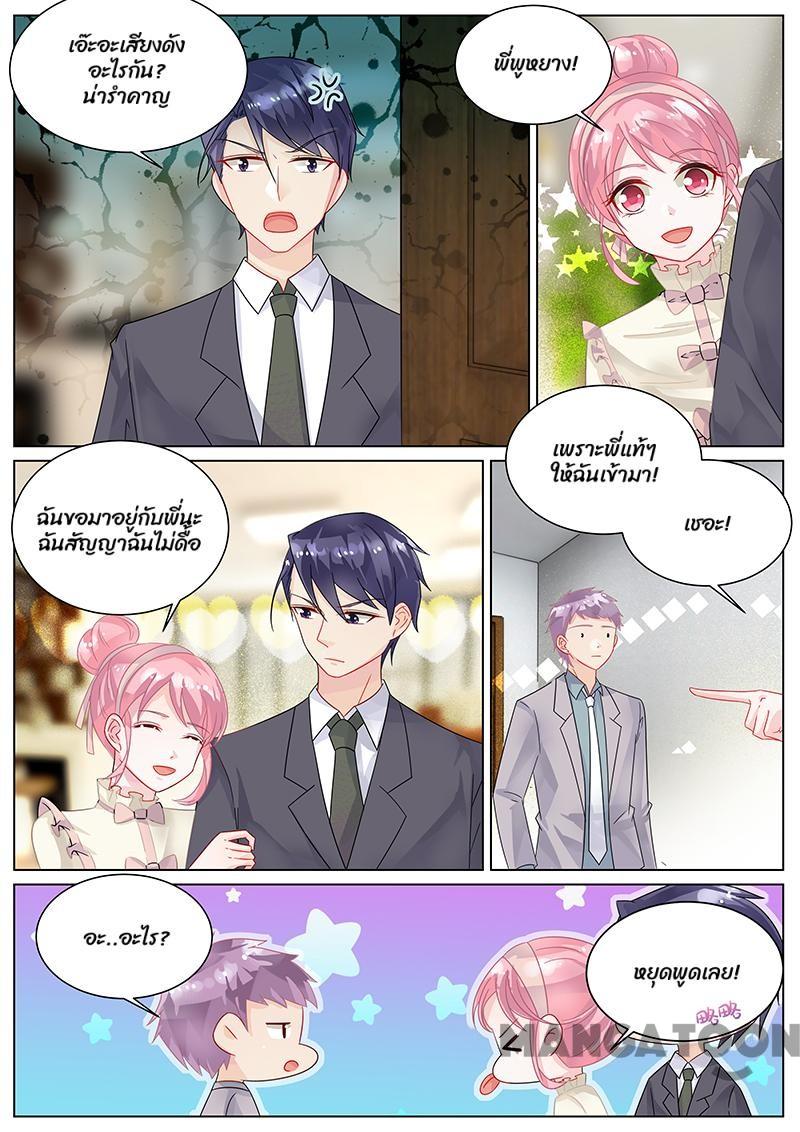 เอ๊ะอะเสียงดัง
อะไรกัน?
น่ารำคาญ
พี่พูหยาง!
ฉันขอมาอยู่กับพี่นะ
ฉันสัญญาฉันไม่ดื้อ
เพราะพี่แท้ๆ
ให้ฉันเข้ามา!
เชอะ!
อะ..อะไร?
หยุดพูดเลย!
略略
MANGATOON